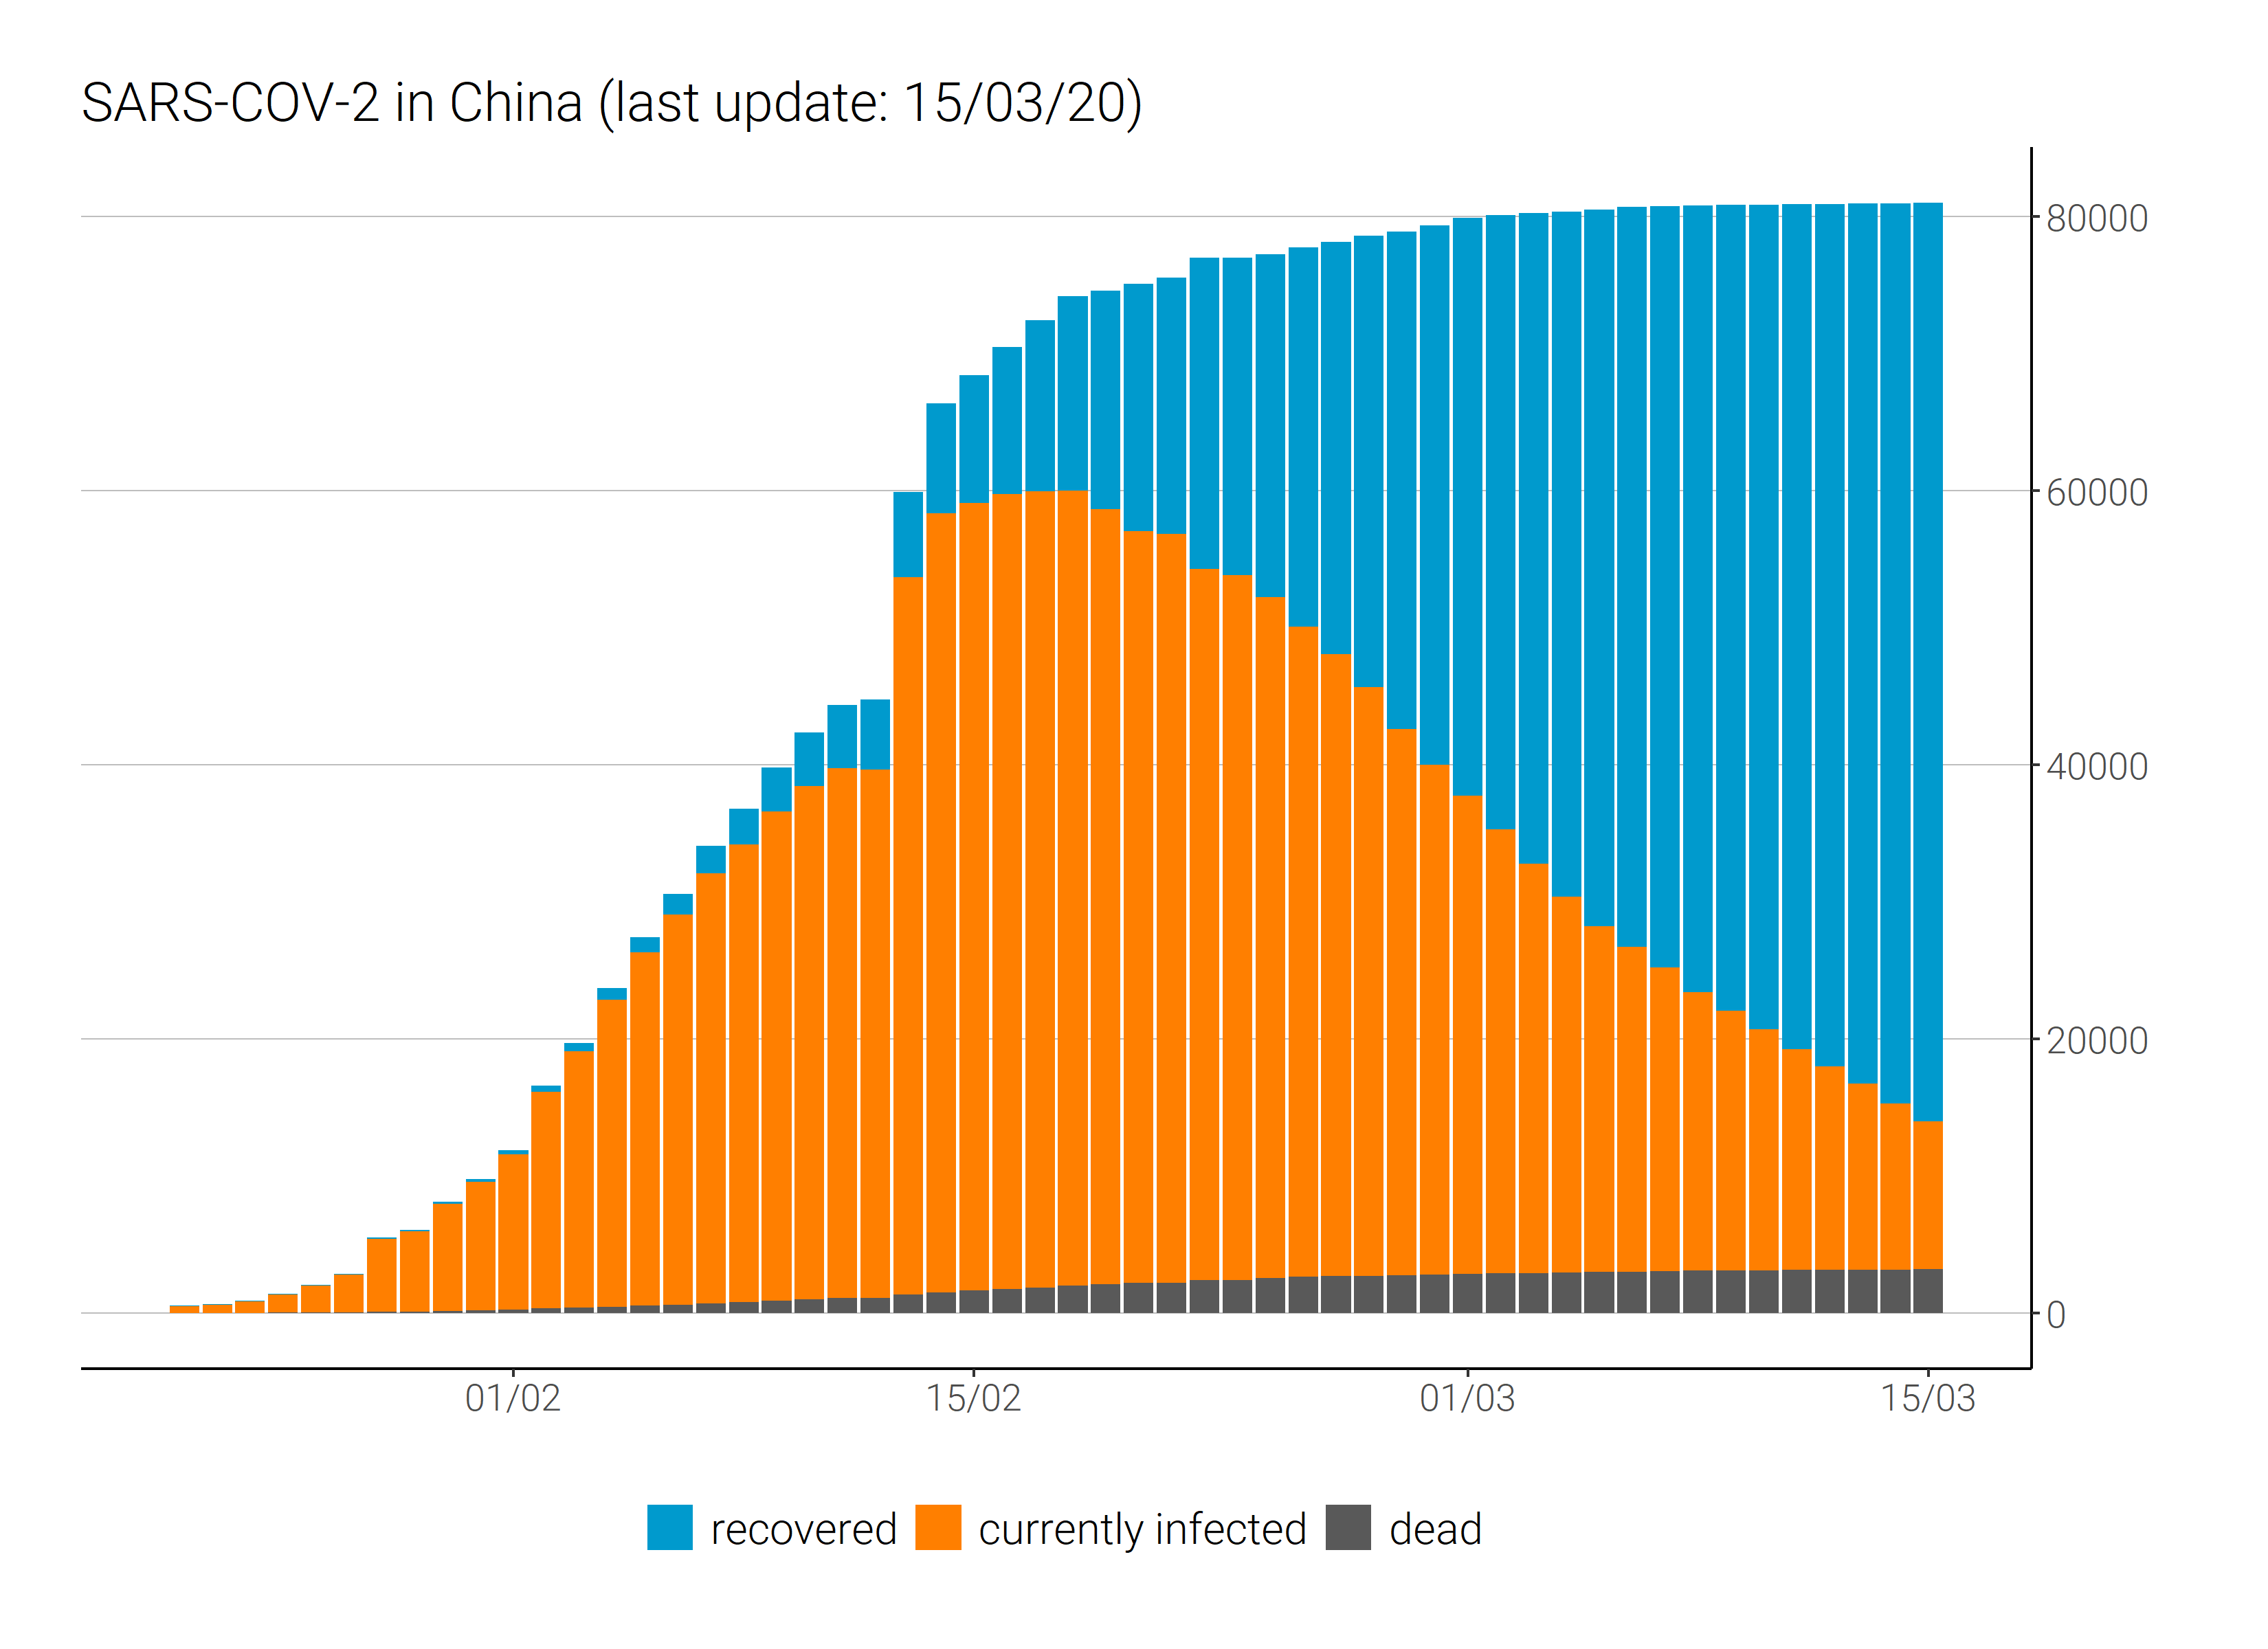 SARS-COV-2 in China (last update: 15/03/20)
80000
60000
40000
20000
0
01/02 15/02 01/03 15/03
recovered currently infected dead